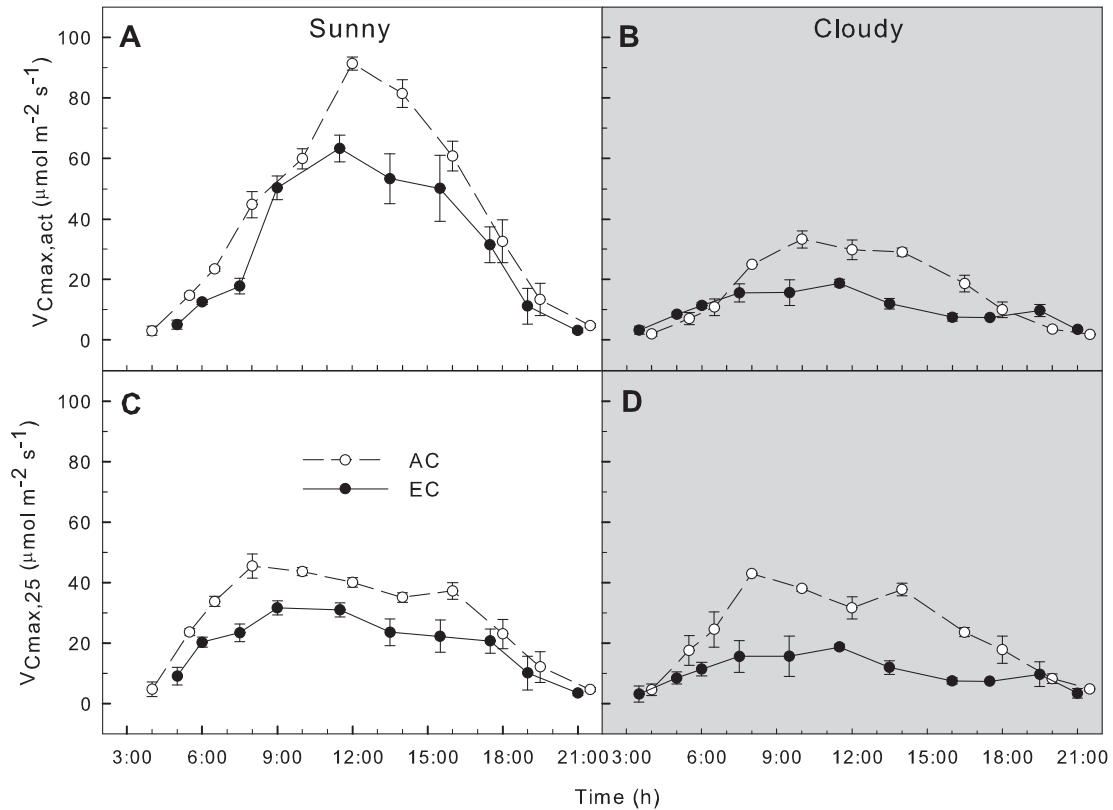 A
Sunny
B
Cloudy
V_Cmax,act (μmol m⁻² s⁻¹)
100
80
60
40
20
0
C
D
V_Cmax,25 (μmol m⁻² s⁻¹)
100
80
60
40
20
0
AC
EC
3:00 6:00 9:00 12:00 15:00 18:00 21:00
3:00 6:00 9:00 12:00 15:00 18:00 21:00
Time (h)